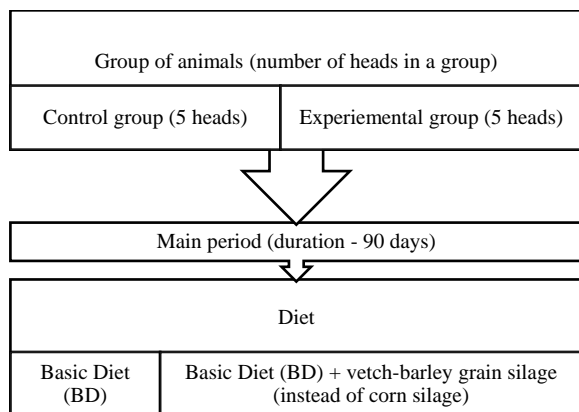 Group of animals (number of heads in a group)
Control group (5 heads)
Experiemental group (5 heads)
Main period (duration - 90 days)
Diet
Basic Diet
(BD)
Basic Diet (BD) + vetch-barley grain silage
(instead of corn silage)